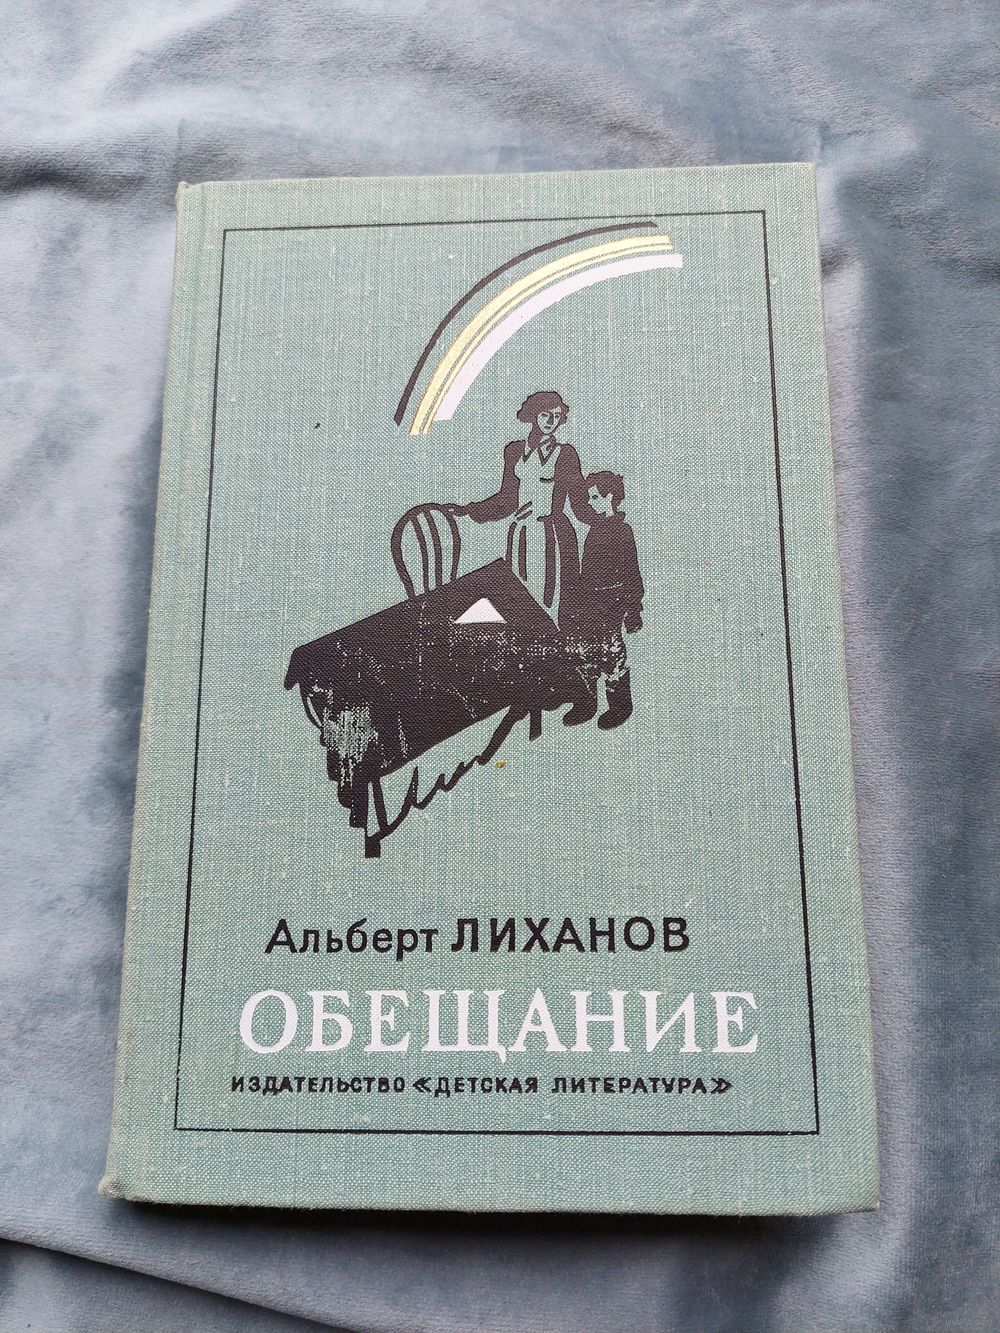 Альберт ЛИХАНОВ
ОБЕЩАНИЕ
ИЗДАТЕЛЬСТВО «ДЕТСКАЯ ЛИТЕРАТУРА»